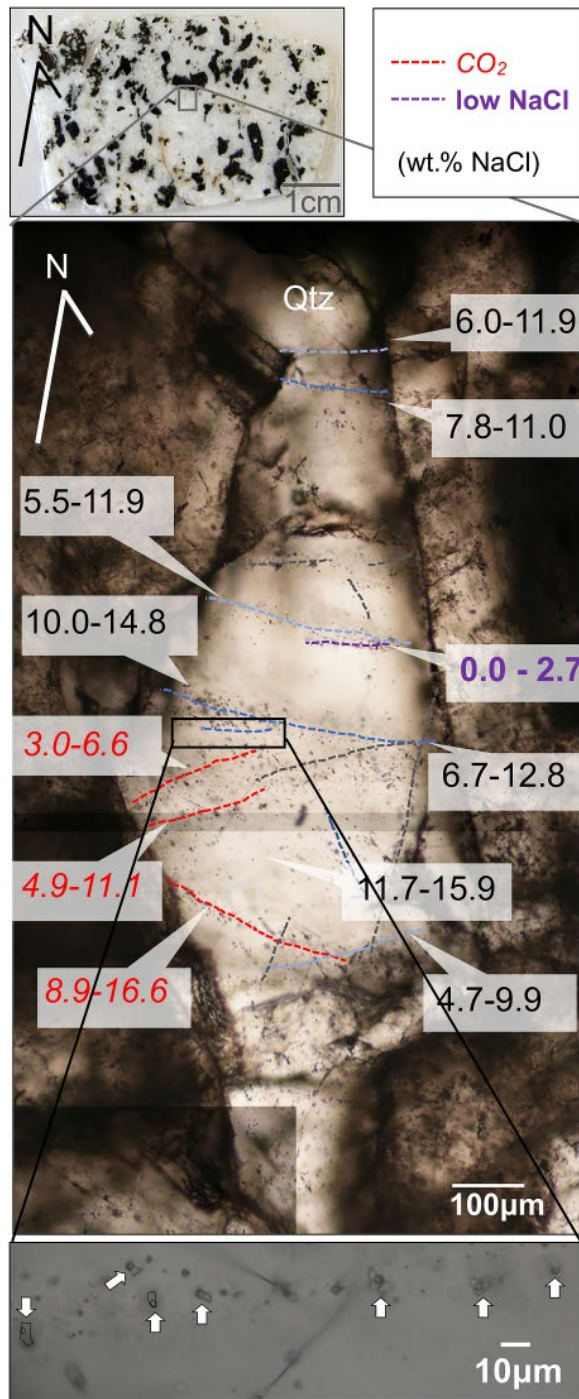 N
1cm
CO₂
low NaCl
(wt.% NaCl)
N
Qtz
6.0-11.9
7.8-11.0
5.5-11.9
10.0-14.8
0.0 - 2.7
3.0-6.6
6.7-12.8
4.9-11.1
11.7-15.9
8.9-16.6
4.7-9.9
100µm
10µm